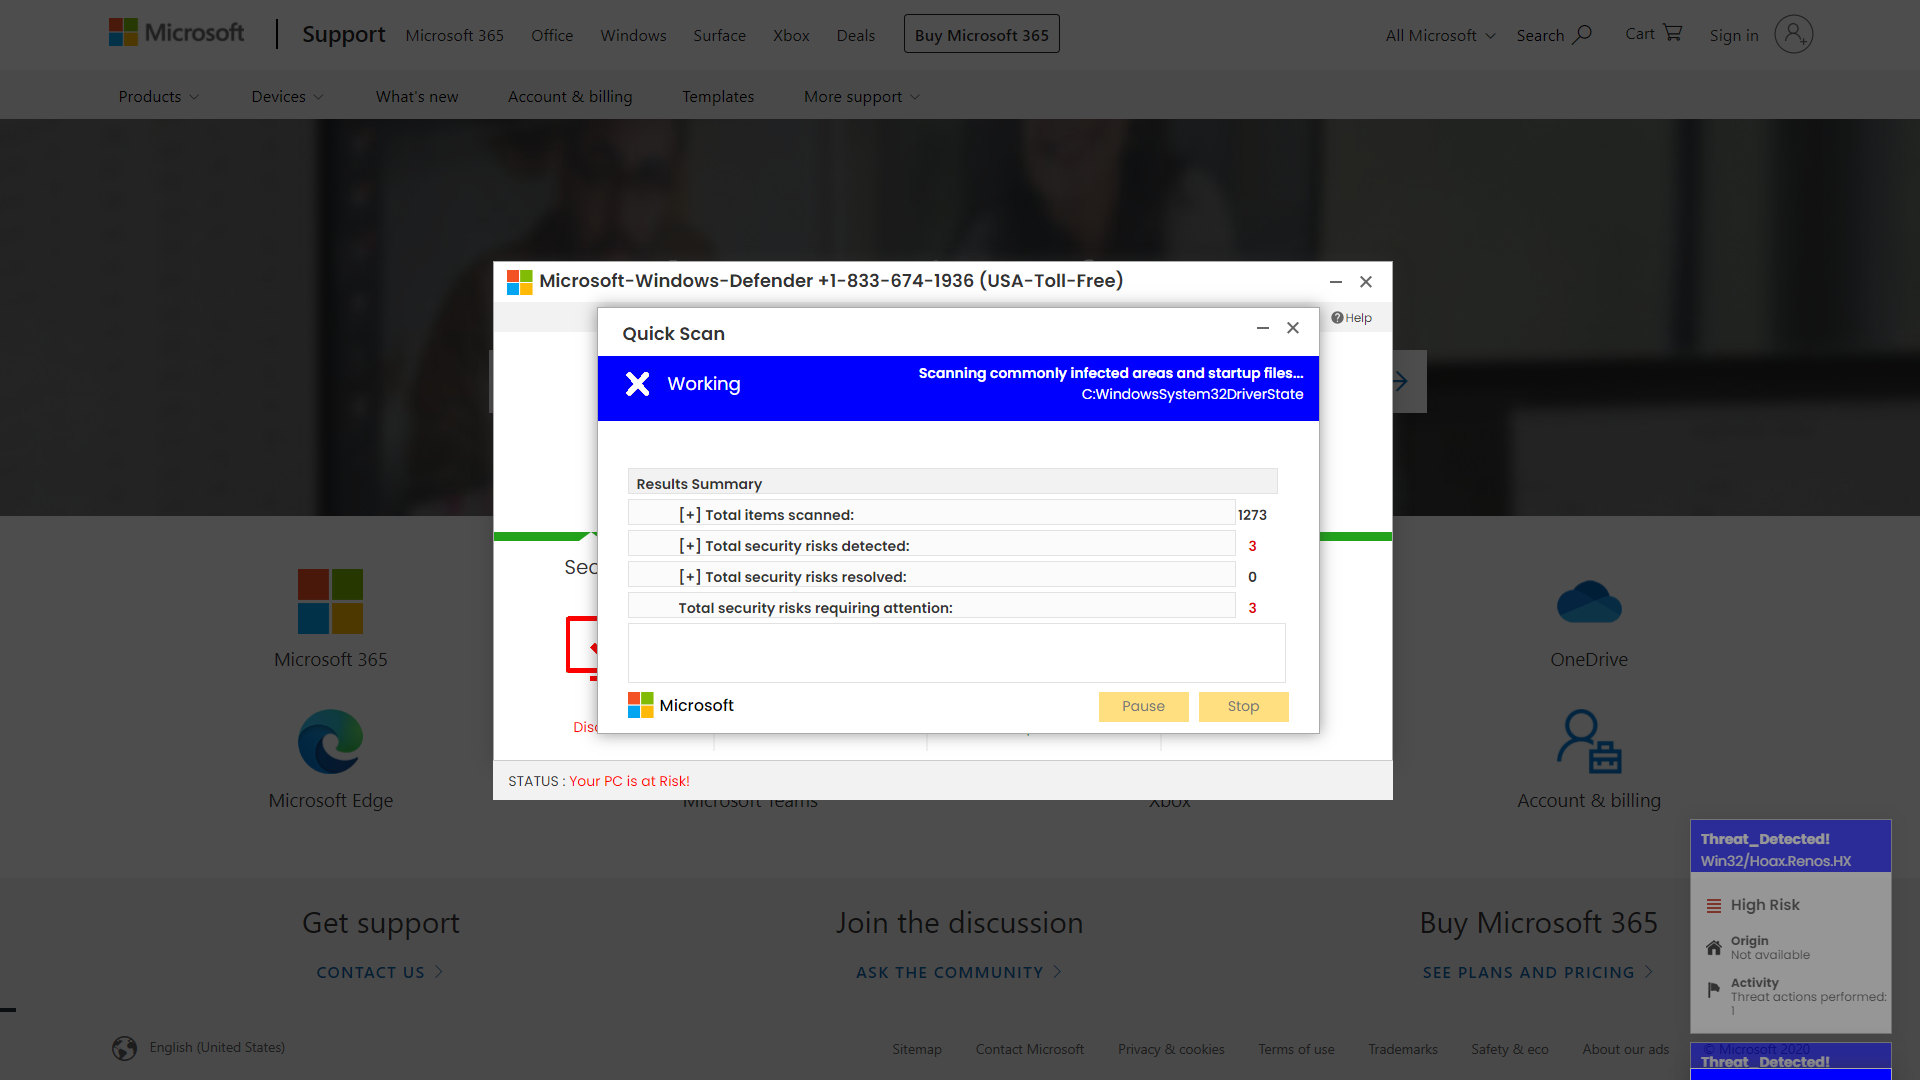 Microsoft
Support
Microsoft 365
Office
Windows
Surface
Xbox
Deals
Buy Microsoft 365
All Microsoft
Search
Cart
Sign in
Products
Devices
What's new
Account & billing
Templates
More support
Microsoft-Windows-Defender +1-833-674-1936 (USA-Toll-Free)
Help
Quick Scan
Working
Scanning commonly infected areas and startup files...
C:WindowsSystem32DriverState
Results Summary
[+] Total items scanned: 1273
[+] Total security risks detected: 3
[+] Total security risks resolved: 0
Total security risks requiring attention: 3
Microsoft
Pause
Stop
STATUS : Your PC is at Risk!
Microsoft 365
OneDrive
Microsoft Edge
Microsoft Teams
Xbox
Account & billing
Threat_Detected!
Win32/Hoax.Renos.HX
High Risk
Origin
Not available
Activity
Threat actions performed:
1
Threat_Detected!
Get support
CONTACT US
Join the discussion
ASK THE COMMUNITY
Buy Microsoft 365
SEE PLANS AND PRICING
English (United States)
Sitemap
Contact Microsoft
Privacy & cookies
Terms of use
Trademarks
Safety & eco
About our ads
© Microsoft 2020